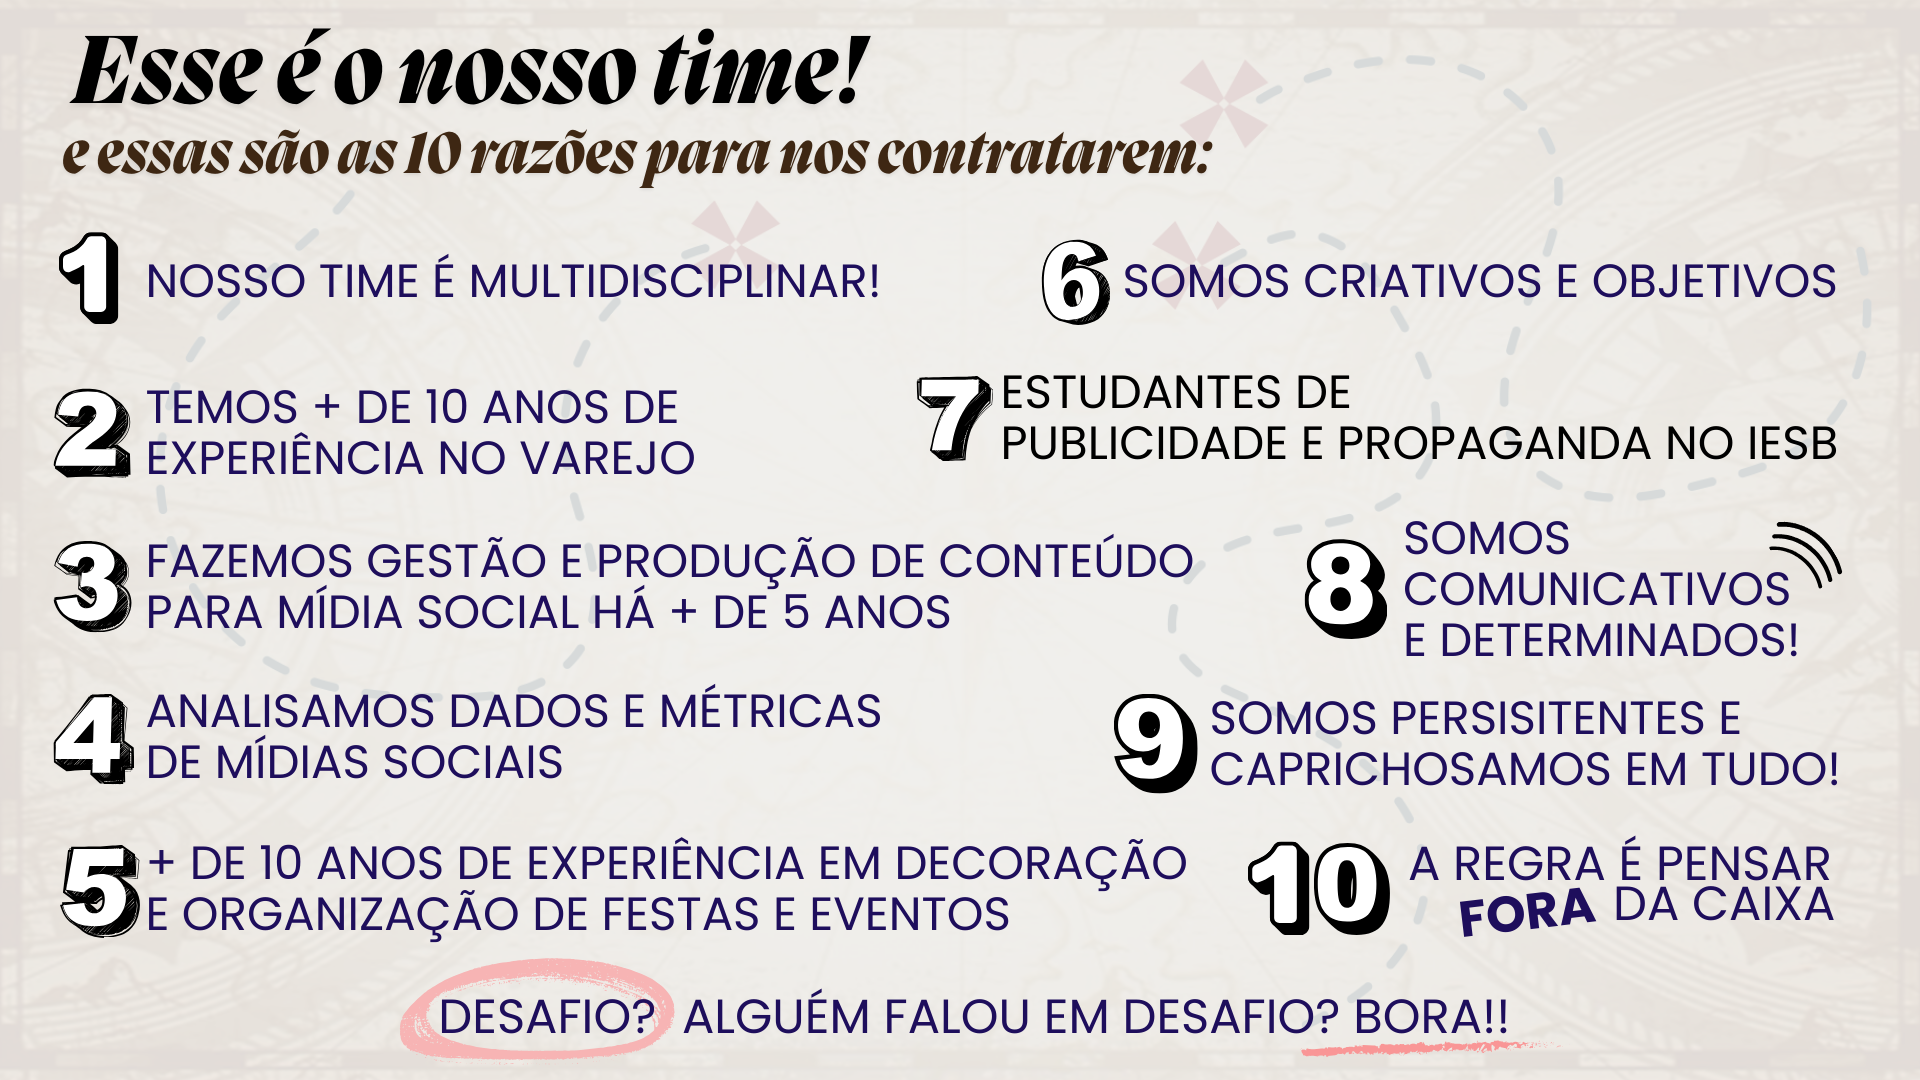 Esse é o nosso time!
e essas são as 10 razões para nos contratarem:
1 NOSSO TIME É MULTIDISCIPLINAR!
2 TEMOS + DE 10 ANOS DE
EXPERIÊNCIA NO VAREJO
3 FAZEMOS GESTÃO E PRODUÇÃO DE CONTEÚDO
PARA MÍDIA SOCIAL HÁ + DE 5 ANOS
4 ANALISAMOS DADOS E MÉTRICAS
DE MÍDIAS SOCIAIS
5 + DE 10 ANOS DE EXPERIÊNCIA EM DECORAÇÃO
E ORGANIZAÇÃO DE FESTAS E EVENTOS
6 SOMOS CRIATIVOS E OBJETIVOS
7 ESTUDANTES DE
PUBLICIDADE E PROPAGANDA NO IESB
8 SOMOS
COMUNICATIVOS
E DETERMINADOS!
9 SOMOS PERSISITENTES E
CAPRICHOSAMOS EM TUDO!
10 A REGRA É PENSAR
FORA DA CAIXA
DESAFIO? ALGUÉM FALOU EM DESAFIO? BORA!!